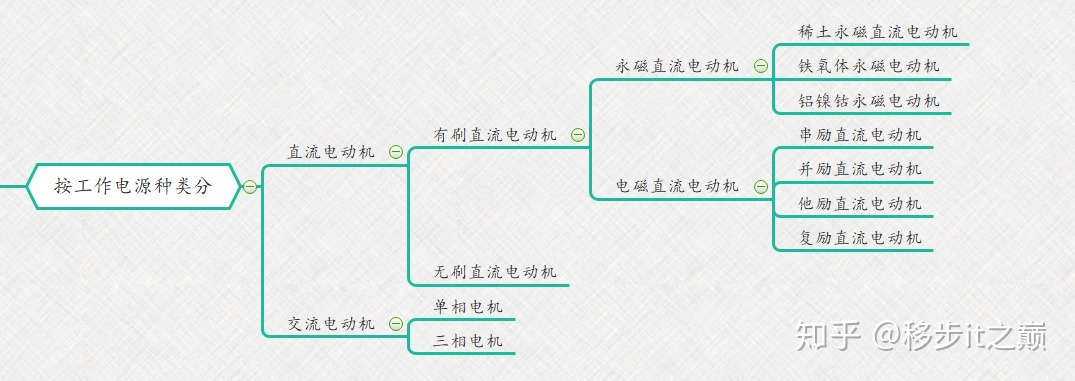 按工作电源种类分
直流电动机
有刷直流电动机
永磁直流电动机
稀土永磁直流电动机
铁氧体永磁电动机
铝镍钴永磁电动机
电磁直流电动机
串励直流电动机
并励直流电动机
他励直流电动机
复励直流电动机
无刷直流电动机
交流电动机
单相电机
三相电机
知乎 @移步it之巅